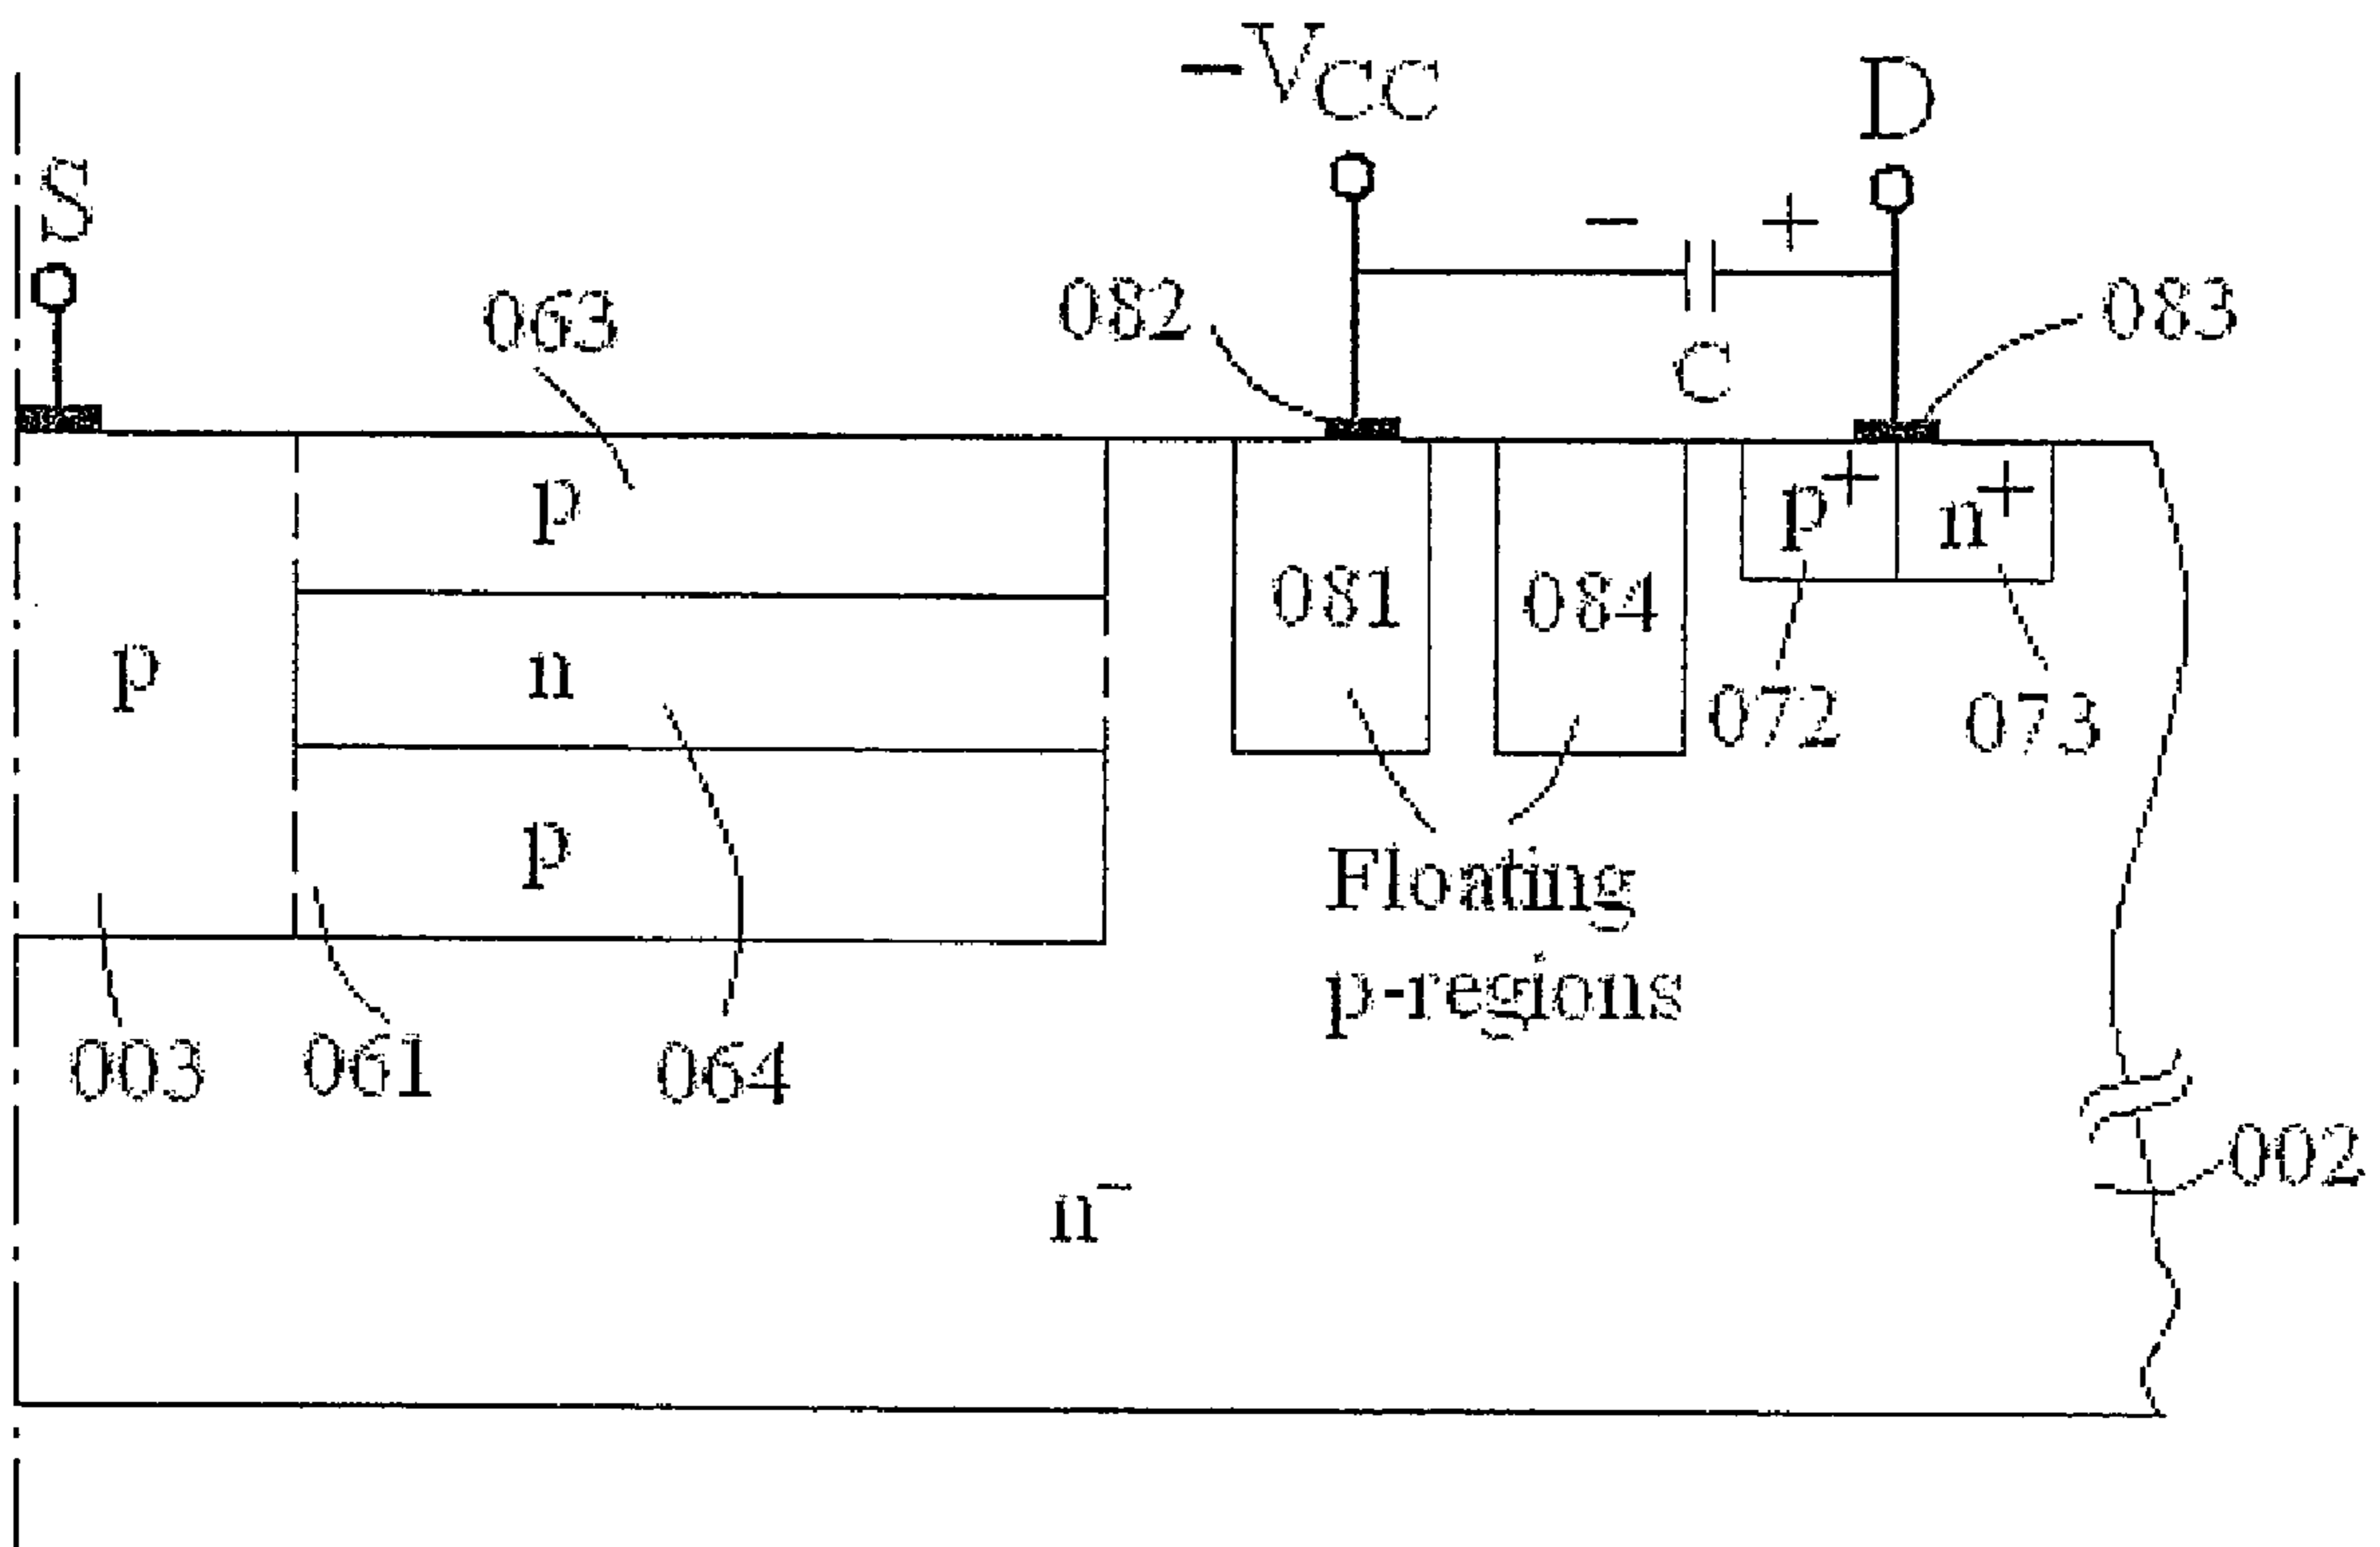 −VCC
D
S
− +
063
082
083
C
p
p+
n+
081
084
n
p
072
073
p
Floating
p-regions
003
061
064
002
n−